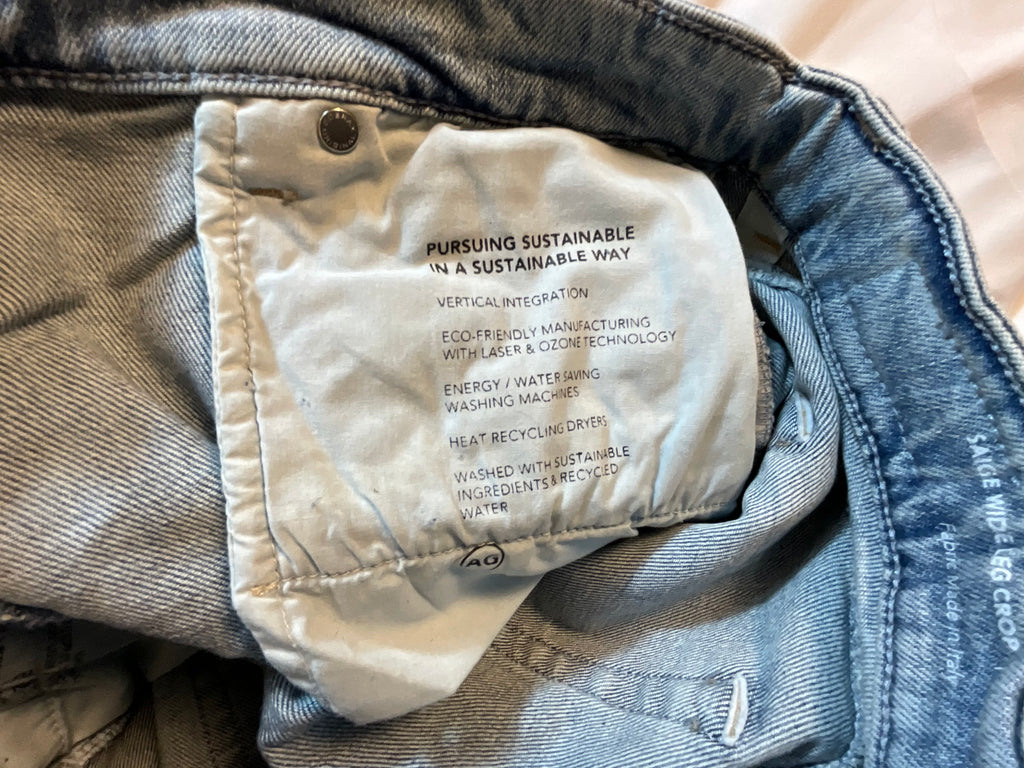 PURSUING SUSTAINABLE
IN A SUSTAINABLE WAY
VERTICAL INTEGRATION
ECO-FRIENDLY MANUFACTURING
WITH LASER & OZONE TECHNOLOGY
ENERGY / WATER SAVING
WASHING MACHINES
HEAT RECYCLING DRYERS
WASHED WITH SUSTAINABLE
INGREDIENTS & RECYCLED
WATER
AG
WIDE LEG CROP
Fabric Made in Italy